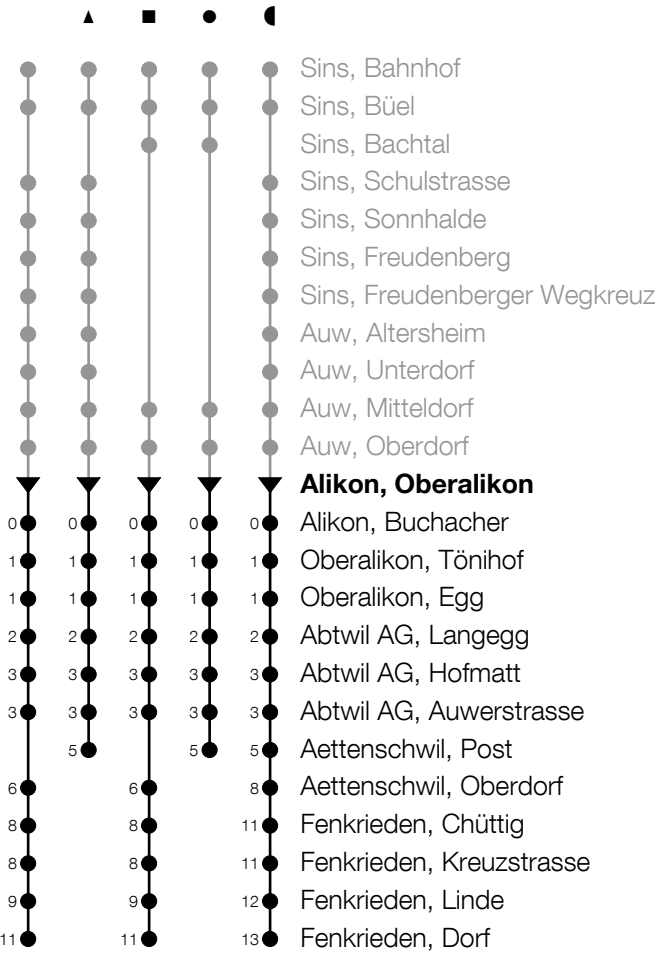 Sins, Bahnhof
Sins, Büel
Sins, Bachtal
Sins, Schulstrasse
Sins, Sonnhalde
Sins, Freudenberg
Sins, Freudenberger Wegkreuz
Auw, Altersheim
Auw, Unterdorf
Auw, Mitteldorf
Auw, Oberdorf
Alikon, Oberalikon
0 0 0 0 0 Alikon, Buchacher
1 1 1 1 1 Oberalikon, Tönihof
1 1 1 1 1 Oberalikon, Egg
2 2 2 2 2 Abtwil AG, Langegg
3 3 3 3 3 Abtwil AG, Hofmatt
3 3 3 3 3 Abtwil AG, Auwerstrasse
5 5 5 Aettenschwil, Post
6 6 8 Aettenschwil, Oberdorf
8 8 11 Fenkrieden, Chüttig
8 8 11 Fenkrieden, Kreuzstrasse
9 9 12 Fenkrieden, Linde
11 11 13 Fenkrieden, Dorf